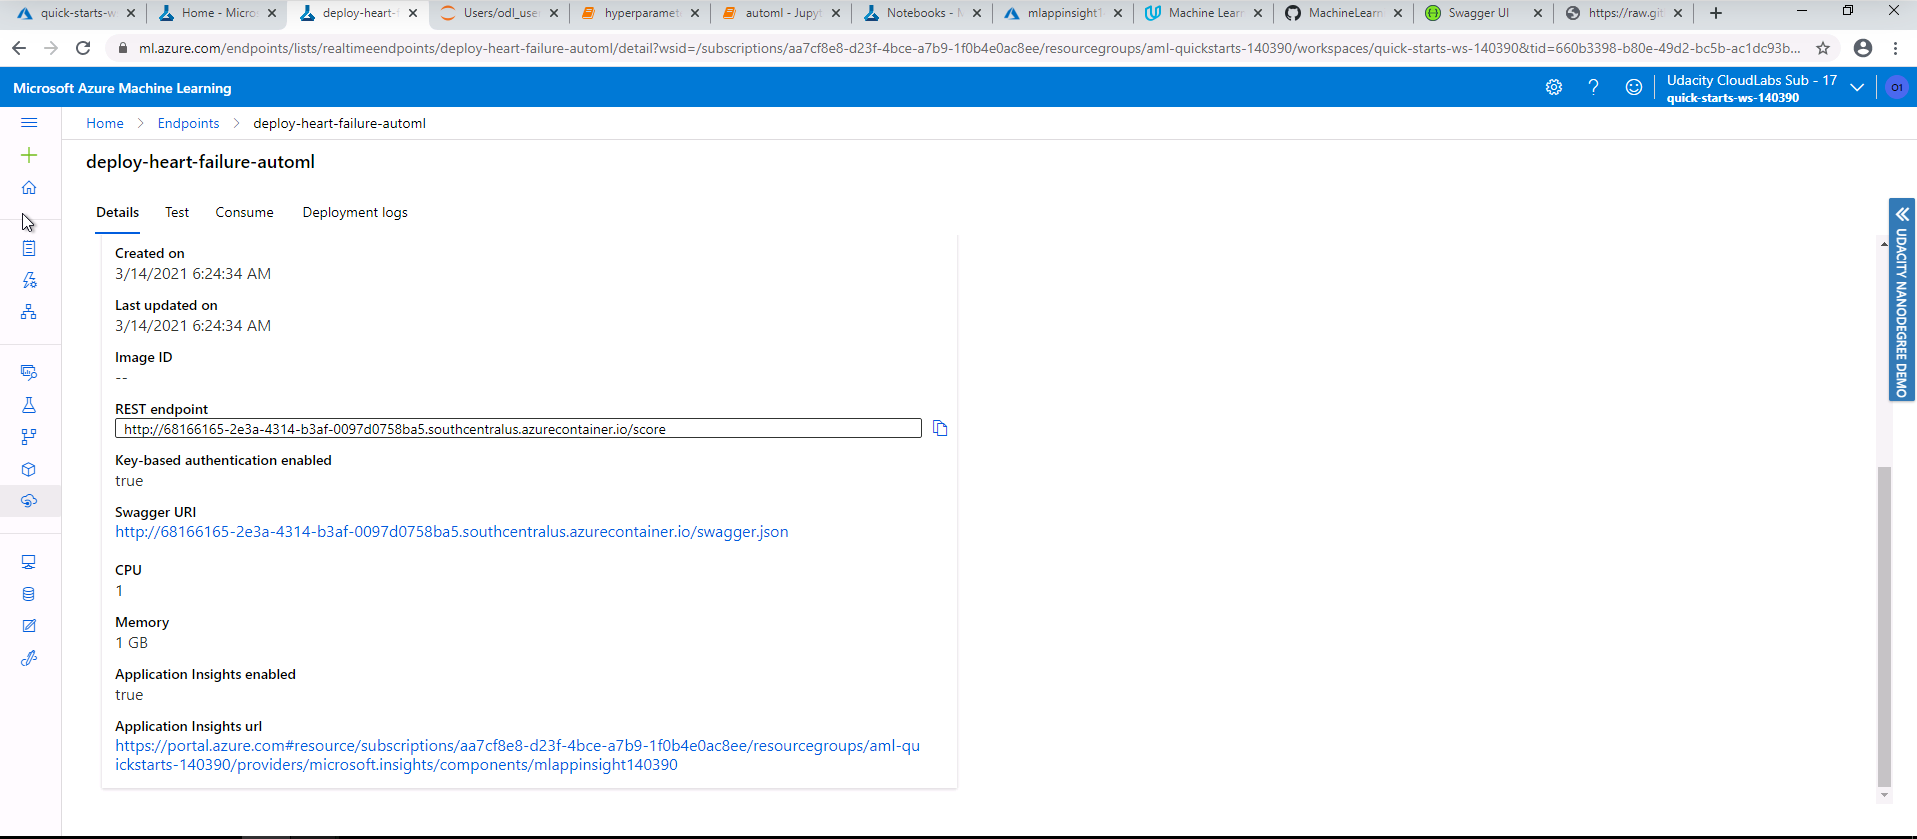 quick-starts-ws
Home - Micros
deploy-heart-f
Users/odl_use
hyperparamet
automl - Jupyt
Notebooks - M
mlappinsight1
Machine Learn
MachineLearn
Swagger UI
https://raw.git
ml.azure.com/endpoints/lists/realtimeendpoints/deploy-heart-failure-automl/detail?wsid=/subscriptions/aa7cf8e8-d23f-4bce-a7b9-1f0b4e0ac8ee/resourcegroups/aml-quickstarts-140390/workspaces/quick-starts-ws-140390&tid=660b3398-b80e-49d2-bc5b-ac1dc93b...
Microsoft Azure Machine Learning
Udacity CloudLabs Sub - 17
quick-starts-ws-140390
O1
Home > Endpoints > deploy-heart-failure-automl
deploy-heart-failure-automl
Details Test Consume Deployment logs
Created on
3/14/2021 6:24:34 AM
Last updated on
3/14/2021 6:24:34 AM
Image ID
--
REST endpoint
http://68166165-2e3a-4314-b3af-0097d0758ba5.southcentralus.azurecontainer.io/score
Key-based authentication enabled
true
Swagger URI
http://68166165-2e3a-4314-b3af-0097d0758ba5.southcentralus.azurecontainer.io/swagger.json
CPU
1
Memory
1 GB
Application Insights enabled
true
Application Insights url
https://portal.azure.com#resource/subscriptions/aa7cf8e8-d23f-4bce-a7b9-1f0b4e0ac8ee/resourcegroups/aml-qu
ickstarts-140390/providers/microsoft.insights/components/mlappinsight140390
UDACITY NANODEGREE DEMO